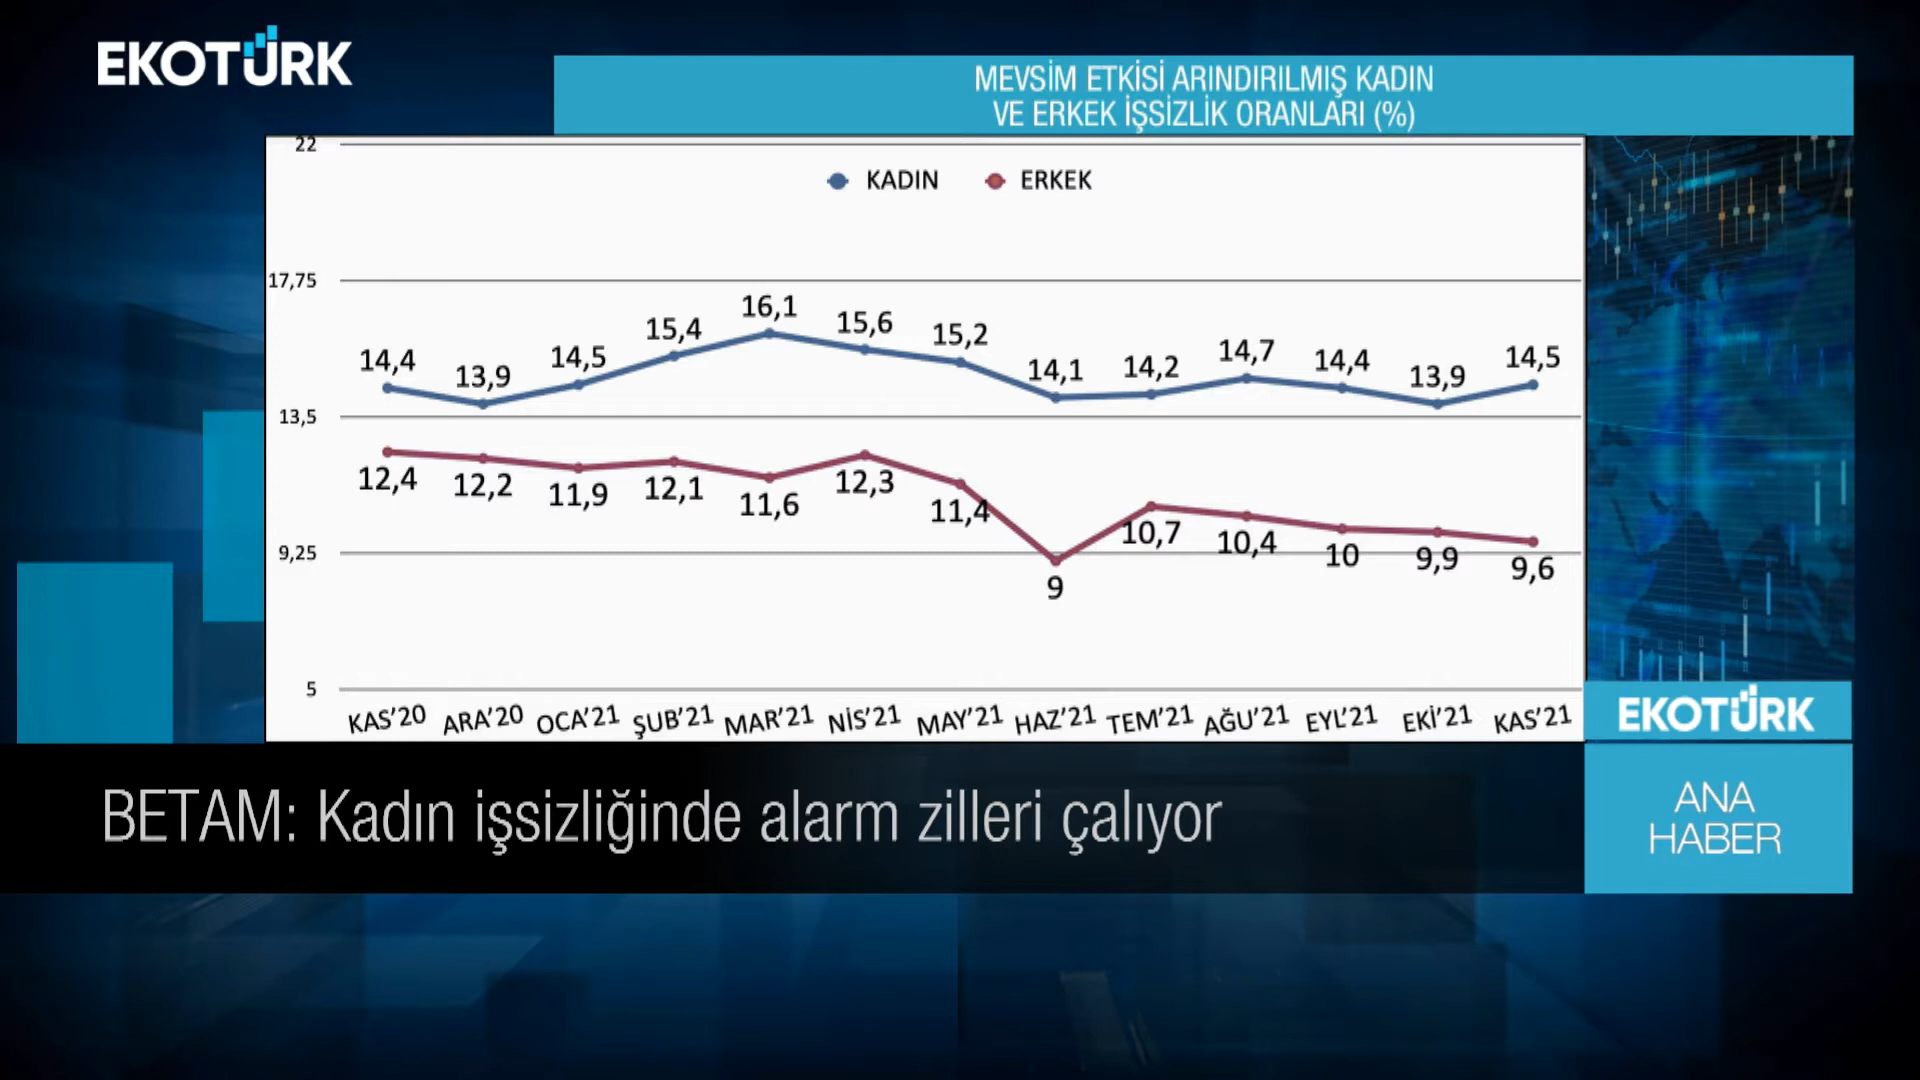 EKOTÜRK
MEVSİM ETKİSİ ARINDIRILMIŞ KADIN
VE ERKEK İŞSİZLİK ORANLARI (%)
22
KADIN ERKEK
17,75
14,4 13,9 14,5 15,4 16,1 15,6 15,2 14,1 14,2 14,7 14,4 13,9 14,5
13,5
12,4 12,2 11,9 12,1 11,6 12,3 11,4 9 10,7 10,4 10 9,9 9,6
9,25
5
KAS'20 ARA'20 OCA'21 ŞUB'21 MAR'21 NİS'21 MAY'21 HAZ'21 TEM'21 AĞU'21 EYL'21 EKİ'21 KAS'21
EKOTÜRK
BETAM: Kadın işsizliğinde alarm zilleri çalıyor
ANA
HABER